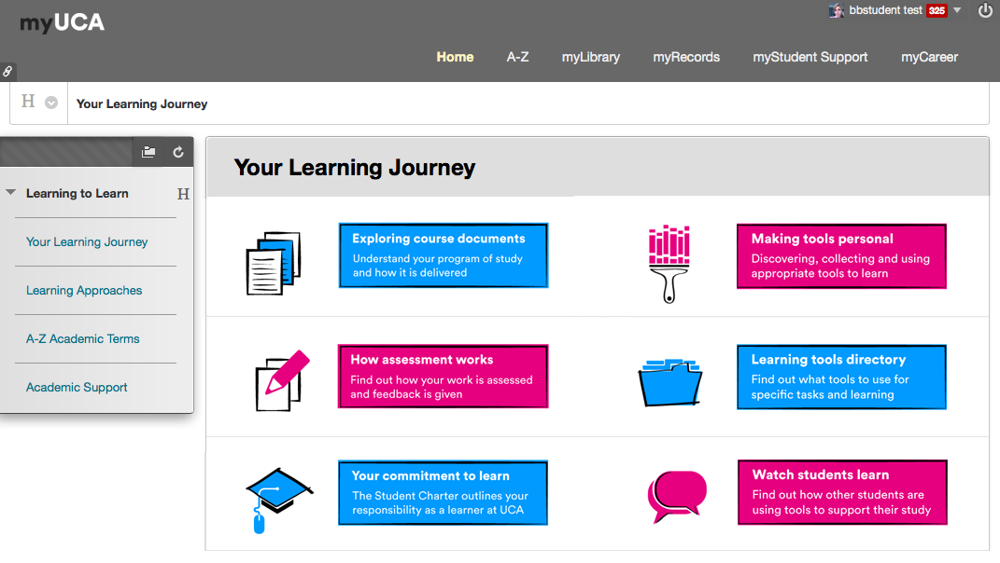 myUCA
bbstudent test 325
Home A-Z myLibrary myRecords myStudent Support myCareer
H Your Learning Journey
Learning to Learn H
Your Learning Journey
Learning Approaches
A-Z Academic Terms
Academic Support
Your Learning Journey
Exploring course documents
Understand your program of study
and how it is delivered
Making tools personal
Discovering, collecting and using
appropriate tools to learn
How assessment works
Find out how your work is assessed
and feedback is given
Learning tools directory
Find out what tools to use for
specific tasks and learning
Your commitment to learn
The Student Charter outlines your
responsibility as a learner at UCA
Watch students learn
Find out how other students are
using tools to support their study